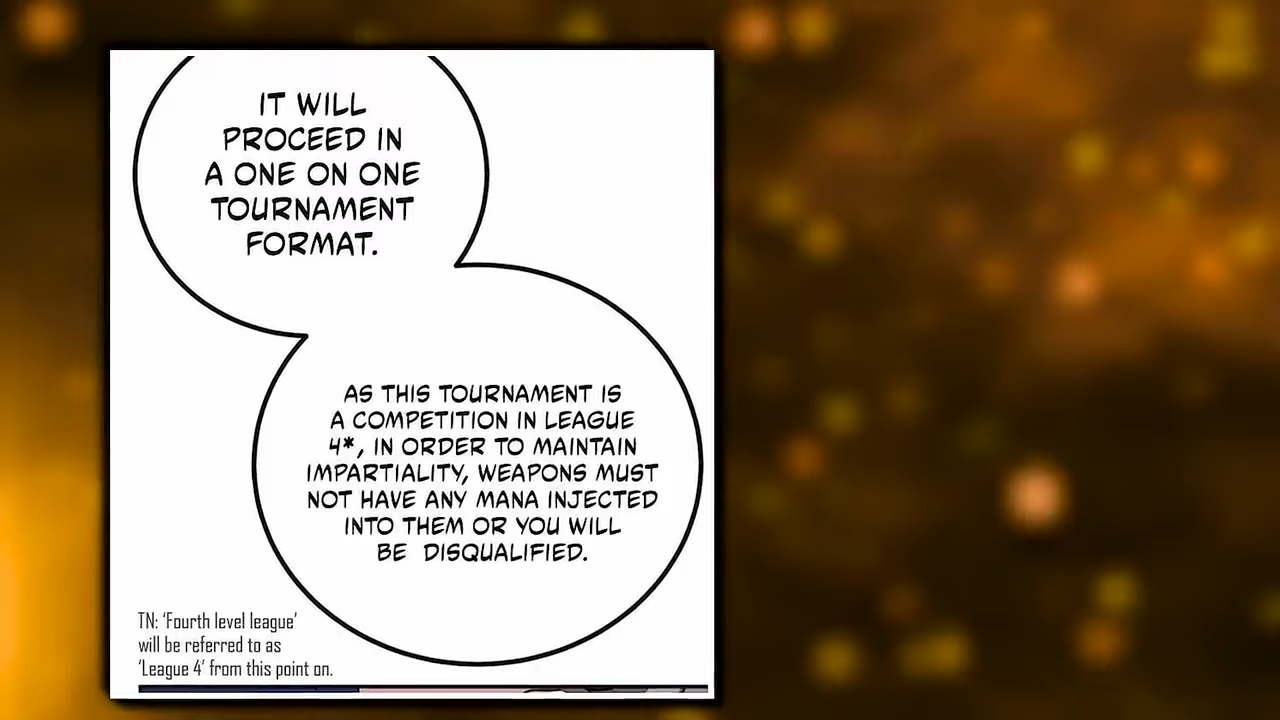 IT WILL
PROCEED IN
A ONE ON ONE
TOURNAMENT
FORMAT.
AS THIS TOURNAMENT IS
A COMPETITION IN LEAGUE
4*, IN ORDER TO MAINTAIN
IMPARTIALITY, WEAPONS MUST
NOT HAVE ANY MANA INJECTED
INTO THEM OR YOU WILL
BE DISQUALIFIED.
TN: 'Fourth level league'
will be referred to as
'League 4' from this point on.